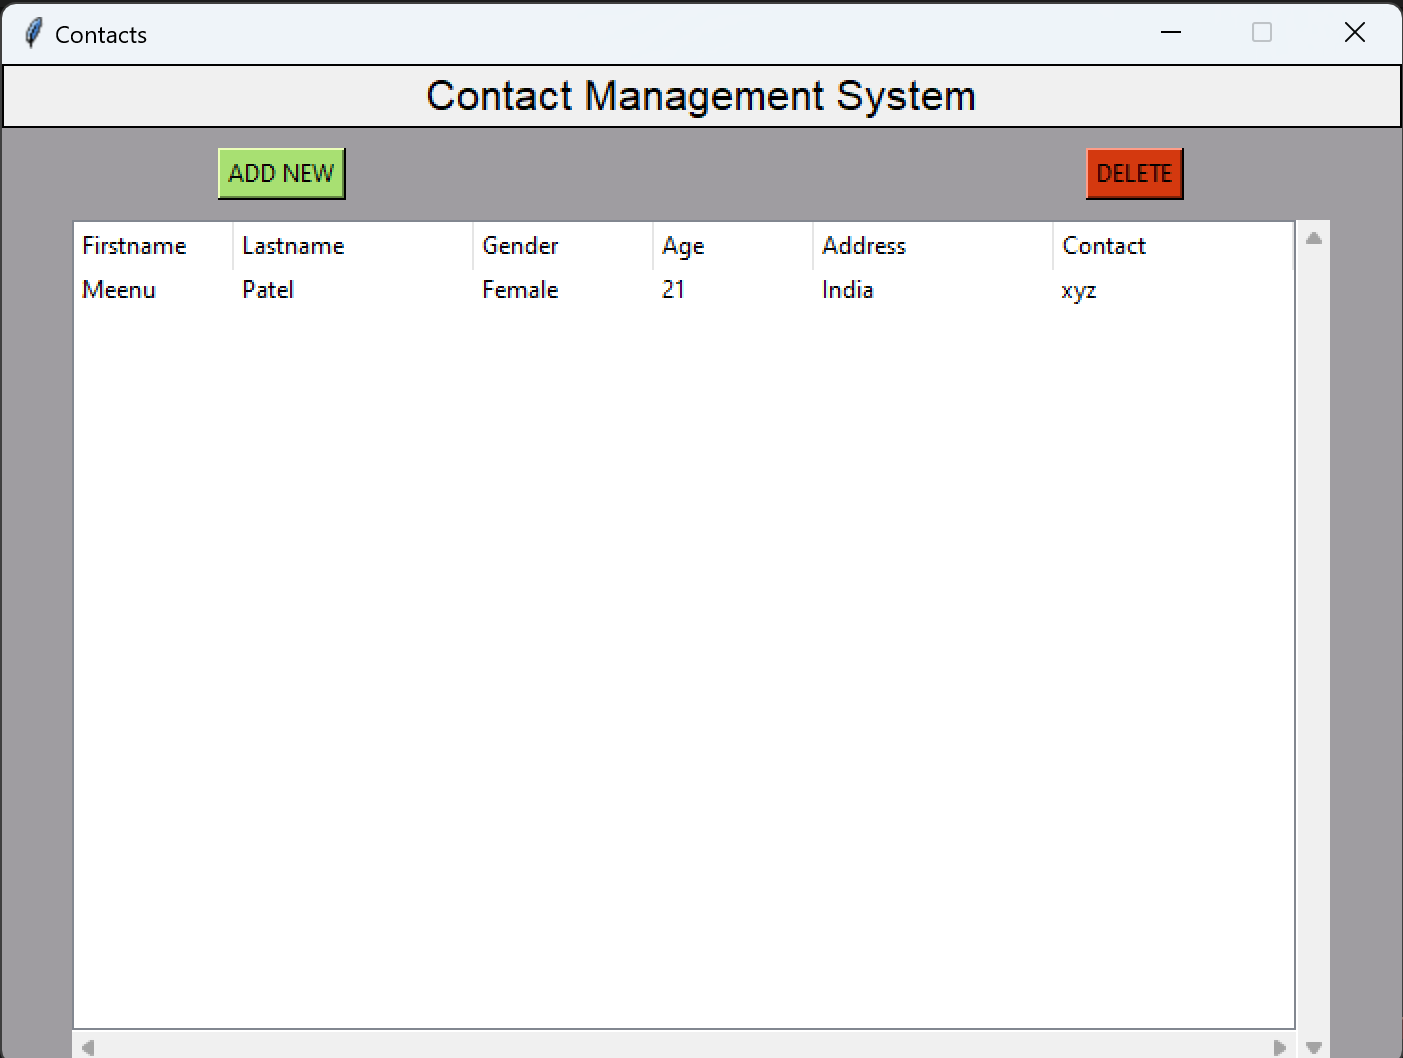 Contacts
Contact Management System
ADD NEW DELETE
Firstname Lastname Gender Age Address Contact
Meenu Patel Female 21 India xyz